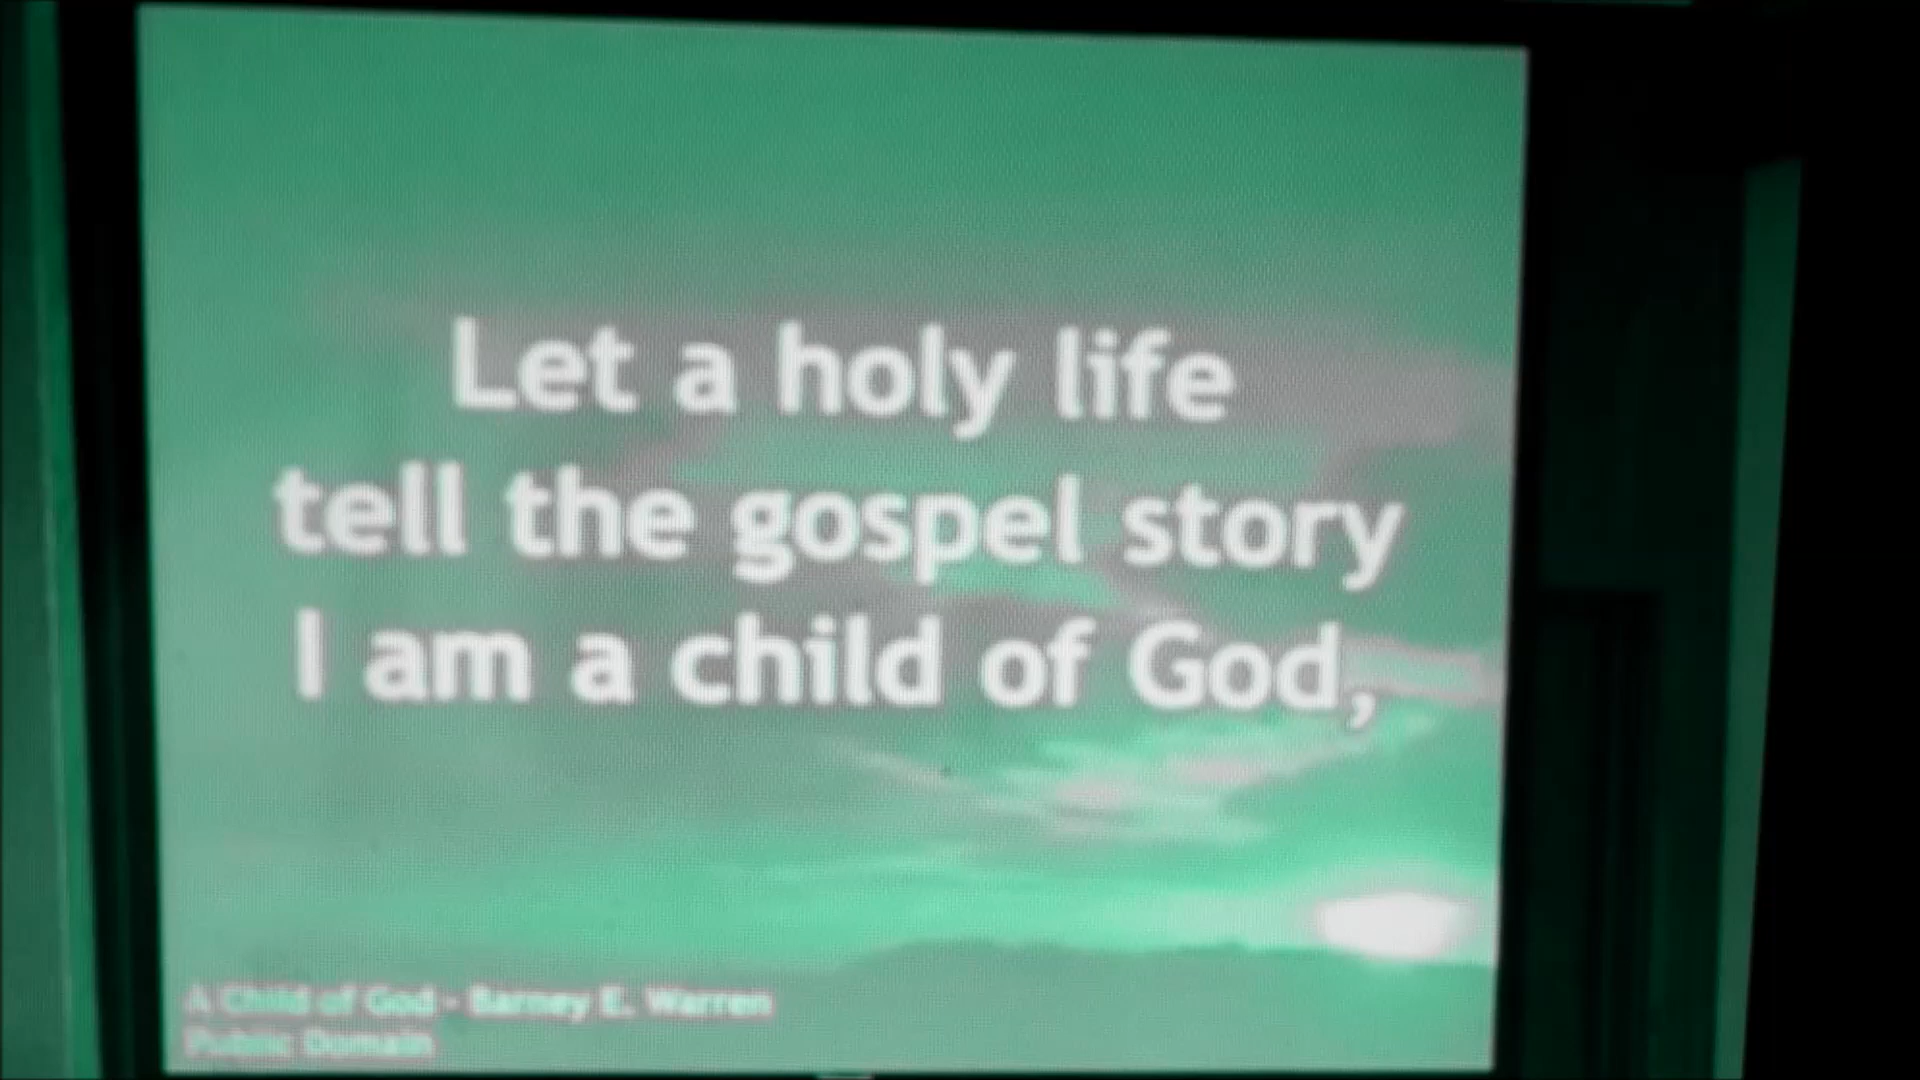 Let a holy life
tell the gospel story
I am a child of God,
A Child of God - Barney E. Warren
Public Domain